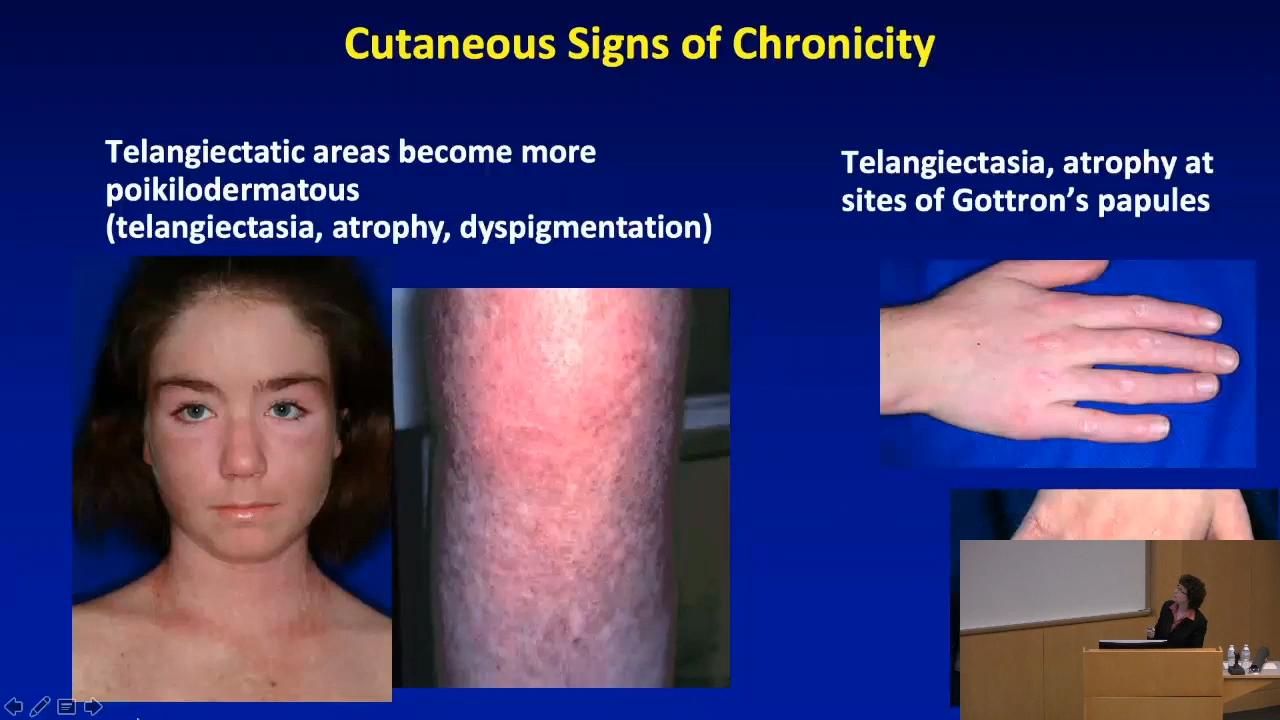 Cutaneous Signs of Chronicity
Telangiectatic areas become more
poikilodermatous
(telangiectasia, atrophy, dyspigmentation)
Telangiectasia, atrophy at
sites of Gottron’s papules